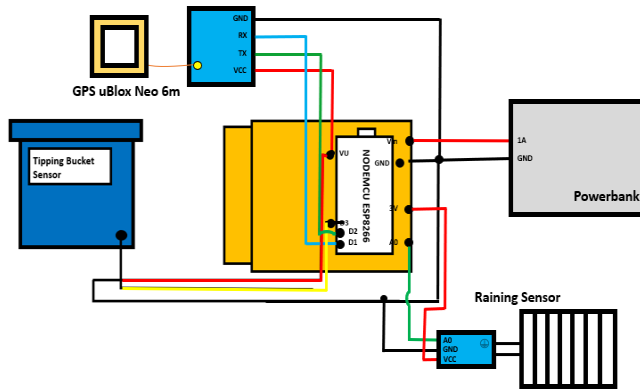 GND
RX
TX
VCC
GPS uBlox Neo 6m
Tipping Bucket
Sensor
VU
Vin
GND
NODEMCU ESP8266
D3
D2
D1
3V
A0
1A
GND
Powerbank
Raining Sensor
A0
GND
VCC